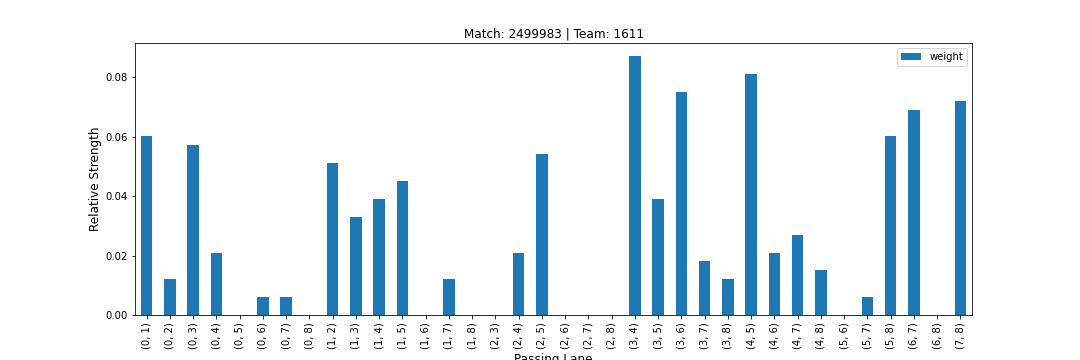 Match: 2499983 | Team: 1611
weight
Relative Strength
0.08
0.06
0.04
0.02
0.00
(0, 1) (0, 2) (0, 3) (0, 4) (0, 5) (0, 6) (0, 7) (0, 8) (1, 2) (1, 3) (1, 4) (1, 5) (1, 6) (1, 7) (1, 8) (2, 3) (2, 4) (2, 5) (2, 6) (2, 7) (2, 8) (3, 4) (3, 5) (3, 6) (3, 7) (3, 8) (4, 5) (4, 6) (4, 7) (4, 8) (5, 6) (5, 7) (5, 8) (6, 7) (6, 8) (7, 8)
Passing Lane